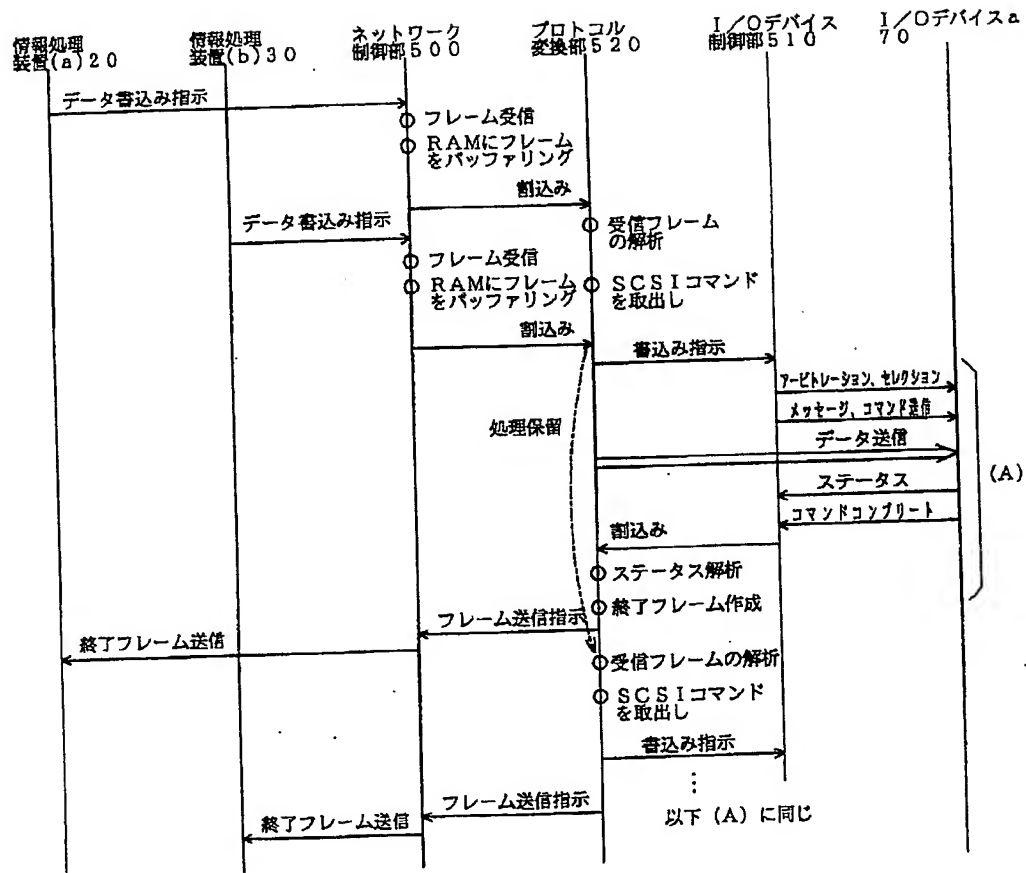 情報処理
装置(a)20
情報処理
装置(b)30
ネットワーク
制御部500
プロトコル
変換部520
I/Oデバイス
制御部510
I/Oデバイスa
70
データ書込み指示
フレーム受信
RAMにフレーム
をバッファリング
割込み
データ書込み指示
受信フレーム
の解析
フレーム受信
RAMにフレーム
をバッファリング
SCSIコマンド
を取出し
割込み
書込み指示
アービトレーション、セレクション
メッセージ、コマンド送信
処理保留
データ送信
(A)
ステータス
コマンドコンプリート
割込み
ステータス解析
終了フレーム作成
フレーム送信指示
終了フレーム送信
受信フレームの解析
SCSIコマンド
を取出し
書込み指示
⋮
以下(A)に同じ
フレーム送信指示
終了フレーム送信